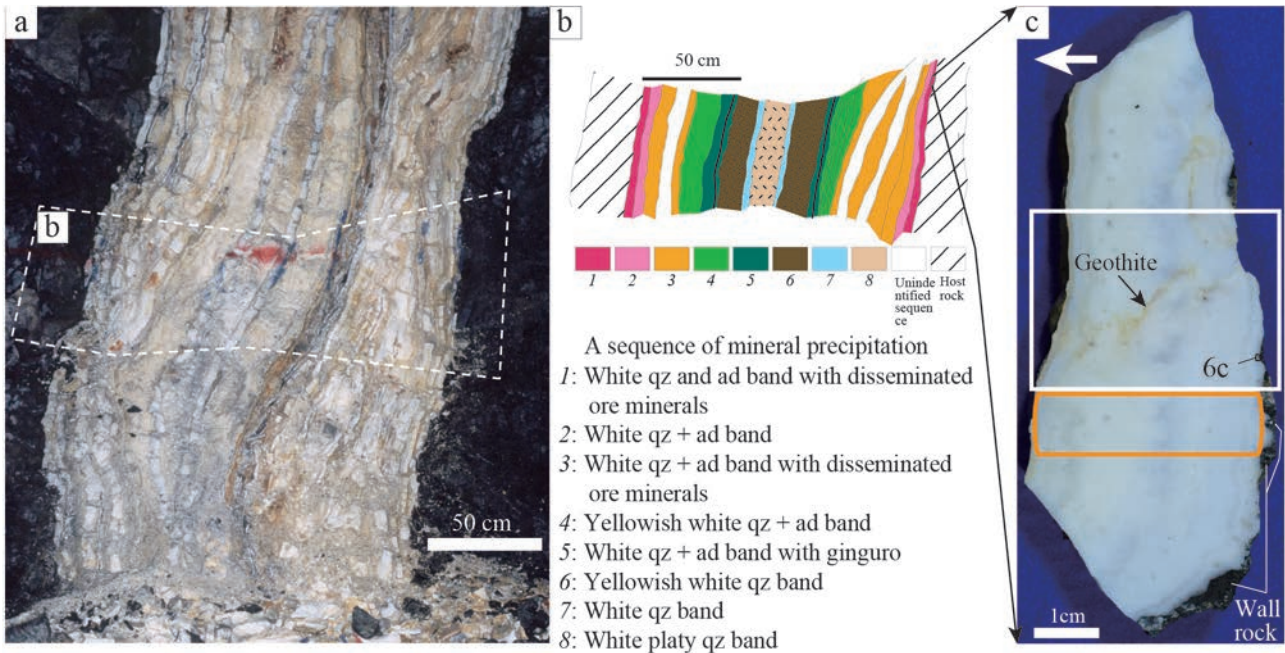 a
b
50 cm
b
50 cm
1 2 3 4 5 6 7 8
Uninde
ntified
sequen
ce
Host
rock
A sequence of mineral precipitation
1: White qz and ad band with disseminated
ore minerals
2: White qz + ad band
3: White qz + ad band with disseminated
ore minerals
4: Yellowish white qz + ad band
5: White qz + ad band with ginguro
6: Yellowish white qz band
7: White qz band
8: White platy qz band
c
Geothite
6c
Wall
rock
1cm